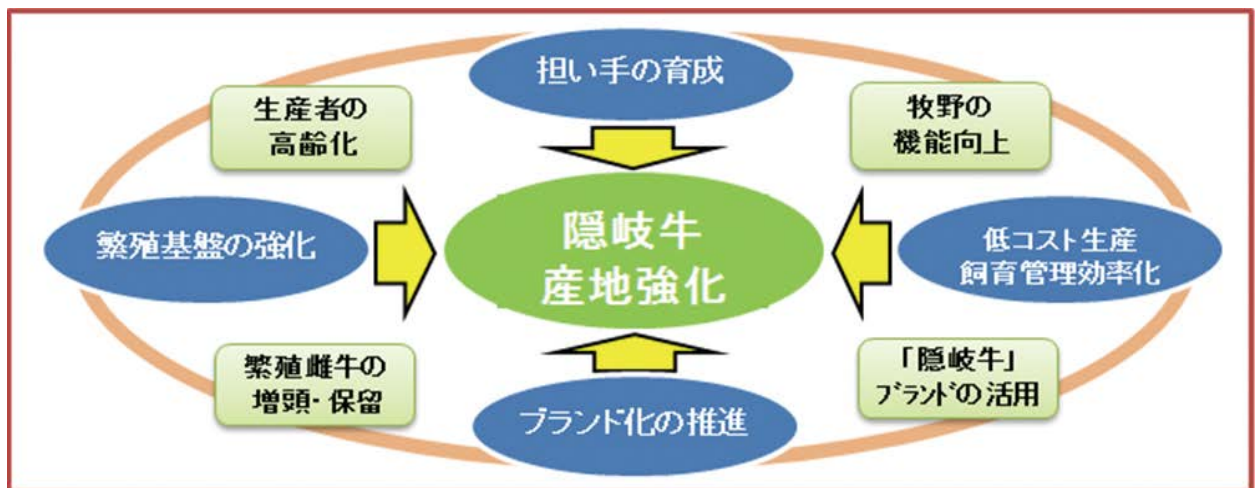 担い手の育成
生産者の
高齢化
牧野の
機能向上
繁殖基盤の強化
隠岐牛
産地強化
低コスト生産
飼育管理効率化
繁殖雌牛の
増頭・保留
「隠岐牛」
ブランドの活用
ブランド化の推進